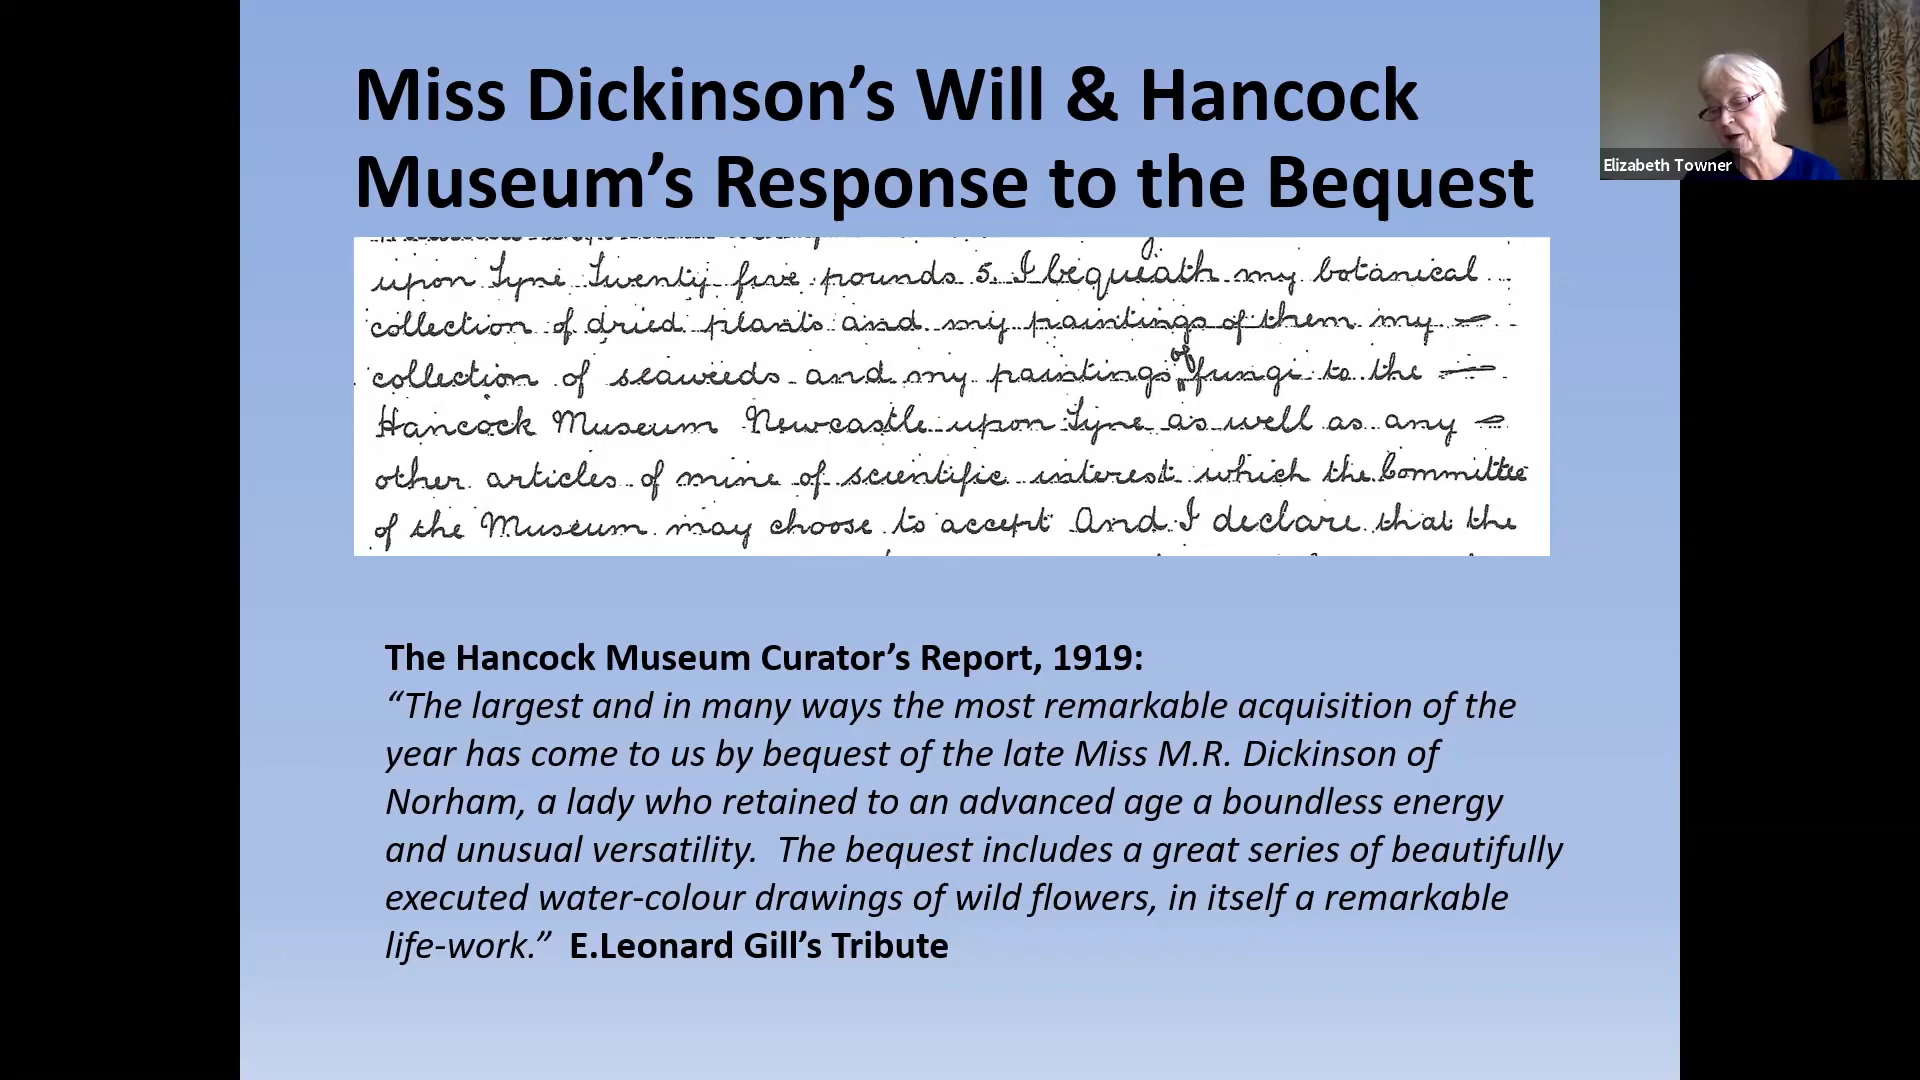 Miss Dickinson’s Will & Hancock
Museum’s Response to the Bequest
upon Tyne Twenty five pounds 5. I bequeath my botanical
collection of dried plants and my paintings of them my
collection of seaweeds and my paintings of fungi to the
Hancock Museum Newcastle upon Tyne as well as any
other articles of mine of scientific interest which the Committee
of the Museum may choose to accept And I declare that the
The Hancock Museum Curator’s Report, 1919:
“The largest and in many ways the most remarkable acquisition of the
year has come to us by bequest of the late Miss M.R. Dickinson of
Norham, a lady who retained to an advanced age a boundless energy
and unusual versatility.  The bequest includes a great series of beautifully
executed water-colour drawings of wild flowers, in itself a remarkable
life-work.”  E.Leonard Gill’s Tribute
Elizabeth Towner